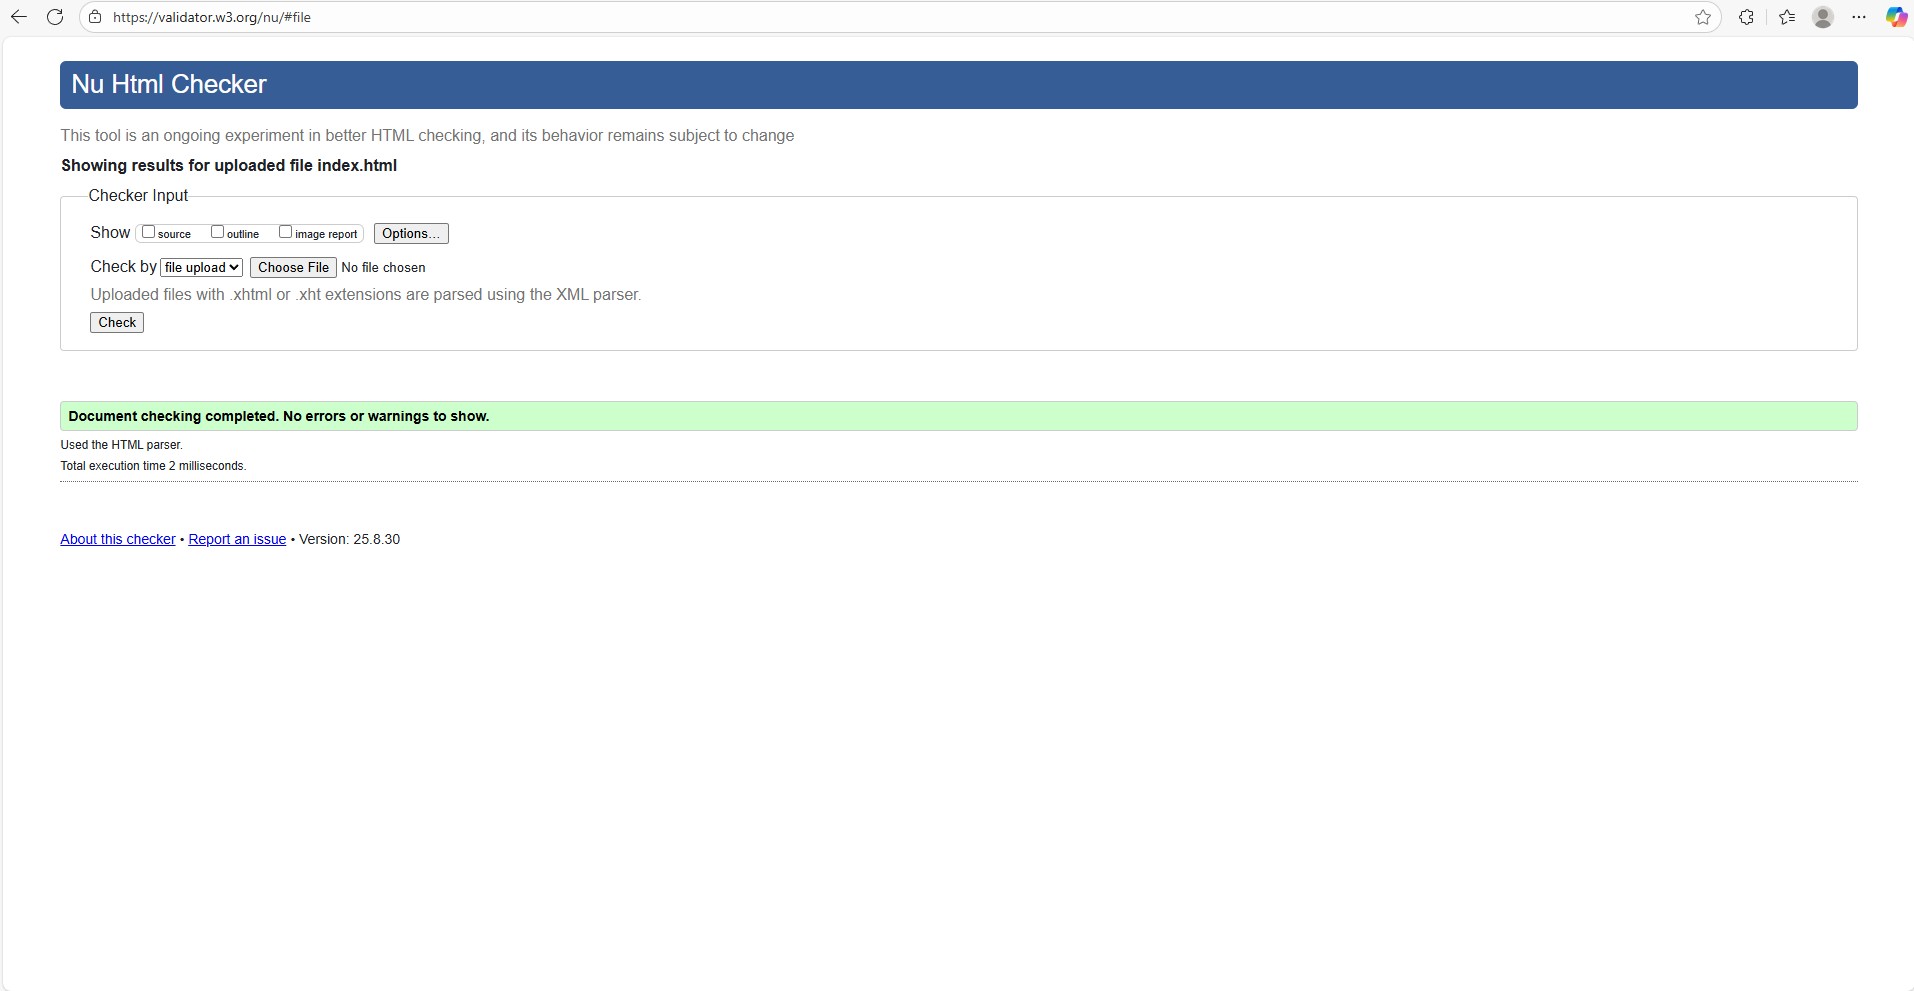 https://validator.w3.org/nu/#file
Nu Html Checker
This tool is an ongoing experiment in better HTML checking, and its behavior remains subject to change
Showing results for uploaded file index.html
Checker Input
Show source outline image report Options...
Check by file upload Choose File No file chosen
Uploaded files with .xhtml or .xht extensions are parsed using the XML parser.
Check
Document checking completed. No errors or warnings to show.
Used the HTML parser.
Total execution time 2 milliseconds.
About this checker • Report an issue • Version: 25.8.30